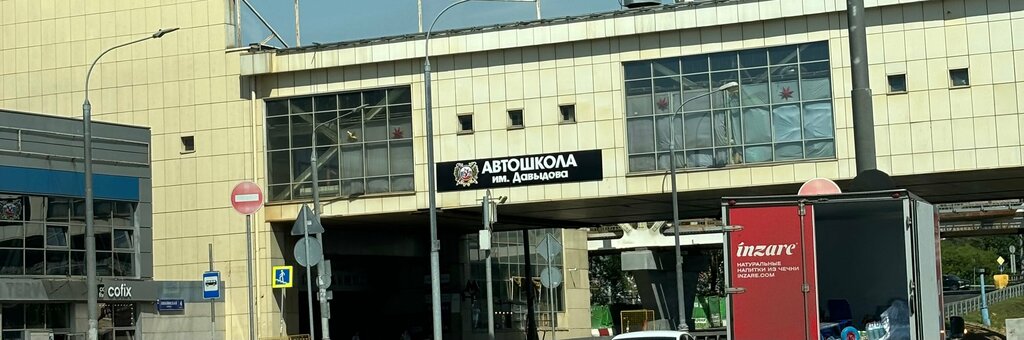 АВТОШКОЛА
им. Давыдова
cofix
inzare
НАТУРАЛЬНЫЕ
НАПИТКИ ИЗ ЧЕЧНИ
INZARE.COM